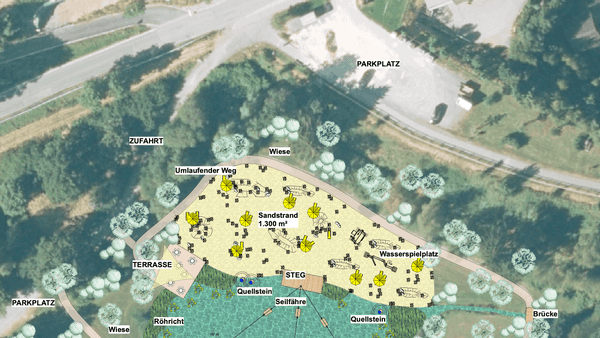 PARKPLATZ
ZUFAHRT
Wiese
Umlaufender Weg
Sandstrand
1.300 m²
Wasserspielplatz
TERRASSE
STEG
Quellstein
Seilfähre
PARKPLATZ
Röhricht
Quellstein
Brücke
Wiese